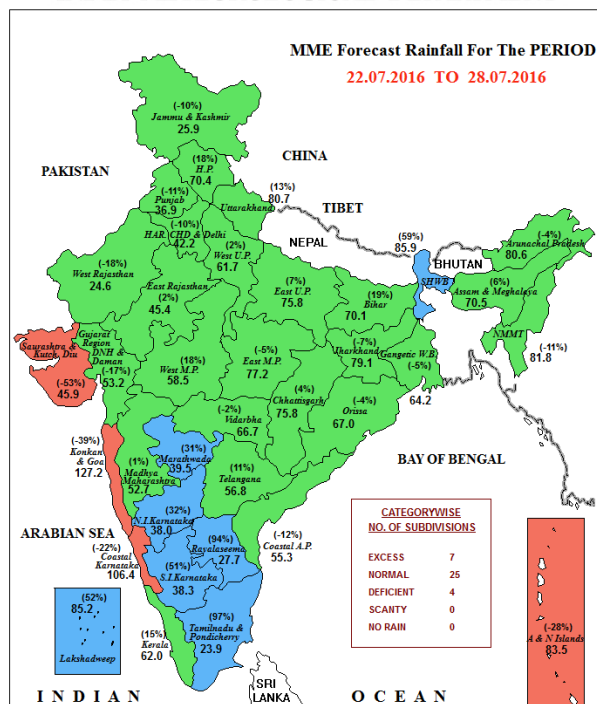 MME Forecast Rainfall For The PERIOD
22.07.2016 TO 28.07.2016
(-10%)
Jammu & Kashmir
25.9
CHINA
(18%)
H.P.
70.4
PAKISTAN
(-11%)
Punjab
36.9
(13%)
80.7
Uttarakhand
TIBET
(-10%)
HAR. CHD & Delhi
42.2
(2%)
West U.P.
61.7
NEPAL
(59%)
85.9
SHWB
BHUTAN
(-4%)
Arunachal Pradesh
80.6
(-18%)
West Rajasthan
24.6
East Rajasthan
(2%)
45.4
(7%)
East U.P.
75.8
(19%)
Bihar
70.1
(6%)
Assam & Meghalaya
70.5
NMMT
(-11%)
81.8
Saurashtra &
Kutch, Diu
(-53%)
45.9
Gujarat
Region
DNH &
Daman
(-17%)
53.2
(18%)
West M.P.
58.5
(-5%)
East M.P.
77.2
(-7%)
Jharkhand
79.1
Gangetic W.B.
(-5%)
64.2
(4%)
Chhattisgarh
75.8
(-4%)
Orissa
67.0
(-2%)
Vidarbha
66.7
(-39%)
Konkan
& Goa
127.2
(31%)
Marathwada
39.5
(1%)
Madhya
Maharashtra
52.7
(11%)
Telangana
56.8
BAY OF BENGAL
ARABIAN SEA
(-22%)
Coastal
Karnataka
106.4
(32%)
N.I.Karnataka
38.0
(94%)
Rayalaseema
27.7
(-12%)
Coastal A.P.
55.3
(51%)
S.I.Karnataka
38.3
(52%)
85.2
Lakshadweep
(15%)
Kerala
62.0
(97%)
Tamilnadu &
Pondicherry
23.9
CATEGORYWISE
NO. OF SUBDIVISIONS
EXCESS 7
NORMAL 25
DEFICIENT 4
SCANTY 0
NO RAIN 0
(-28%)
A & N Islands
83.5
SRI
LANKA
INDIAN OCEAN